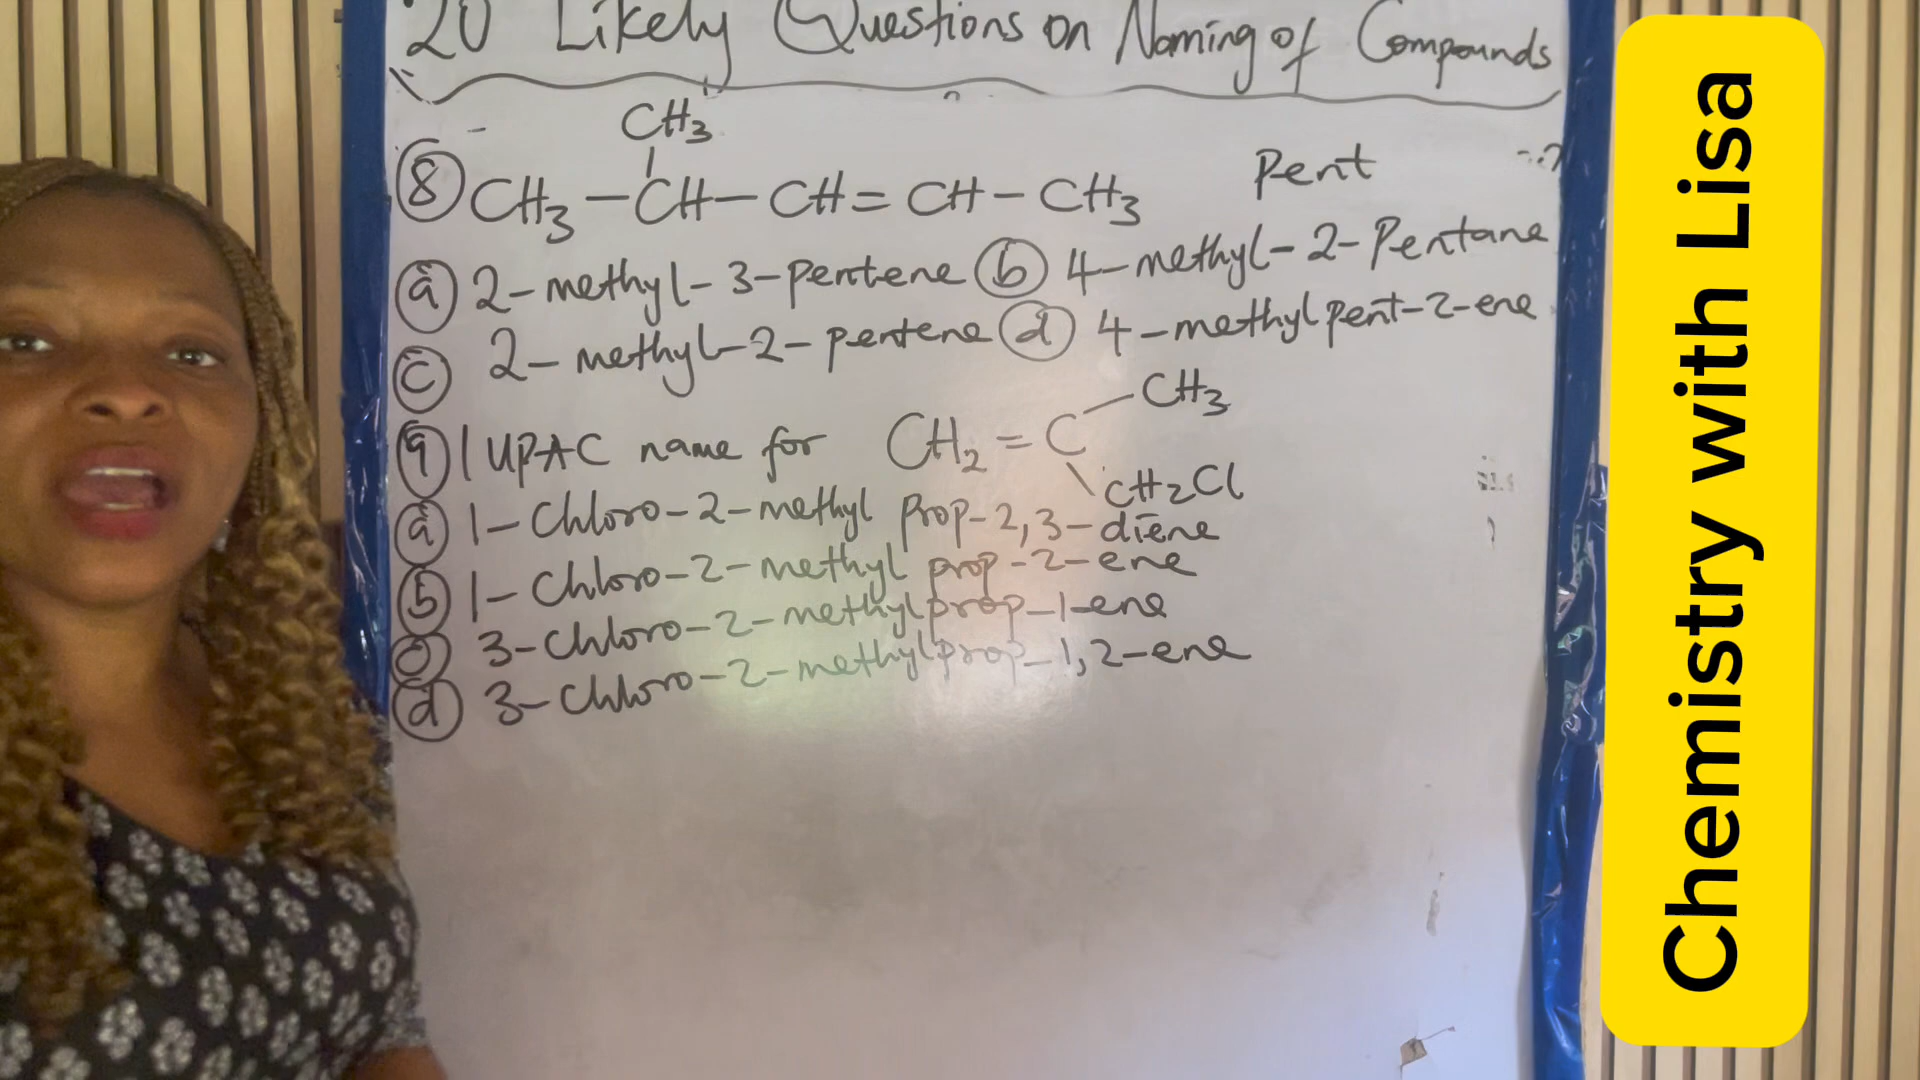 20 Likely Questions on Naming of Compounds
CH3
8 CH3 – CH – CH = CH – CH3 Pent
a 2-methyl-3-pentene b 4-methyl-2-Pentane
c 2-methyl-2-pentene d 4-methylpent-2-ene
9 IUPAC name for CH2 = C – CH3
CH2Cl
a 1-Chloro-2-methyl prop-2,3-diene
b 1-Chloro-2-methyl prop-2-ene
c 3-Chloro-2-methylprop-1-ene
d 3-Chloro-2-methylprop-1,2-ene
Chemistry with Lisa